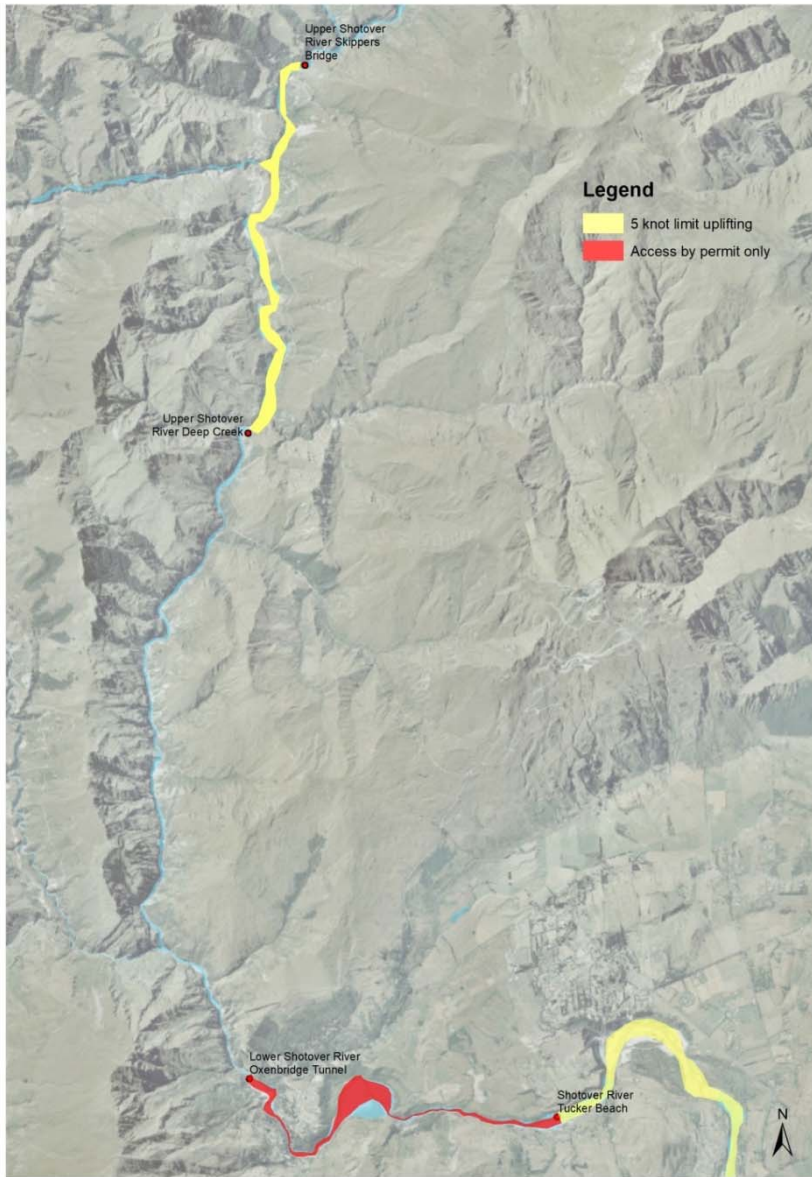 Upper Shotover
River Skippers
Bridge
Legend
5 knot limit uplifting
Access by permit only
Upper Shotover
River Deep Creek
Lower Shotover River
Oxenbridge Tunnel
Shotover River
Tucker Beach
N